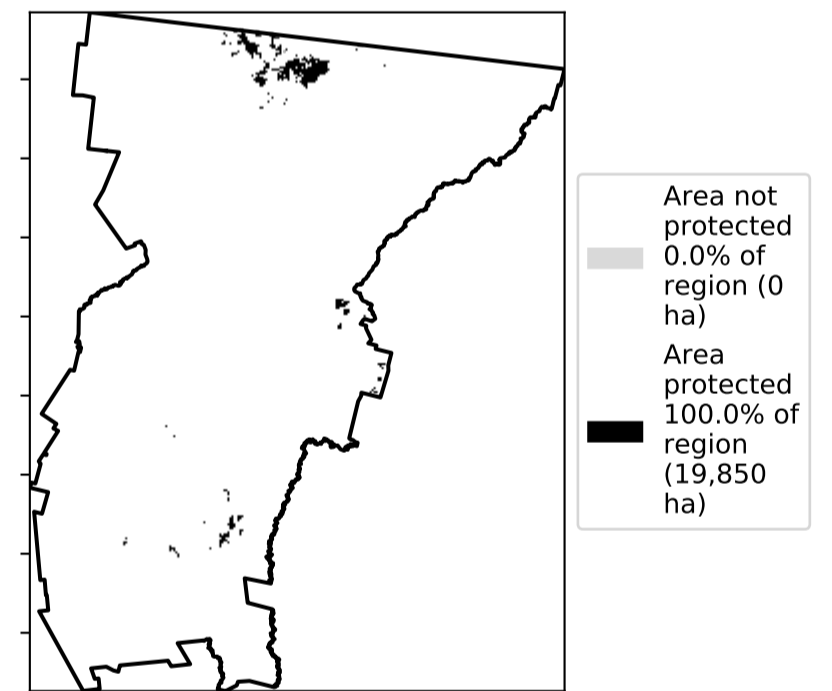 Area not
protected
0.0% of
region (0
ha)
Area
protected
100.0% of
region
(19,850
ha)